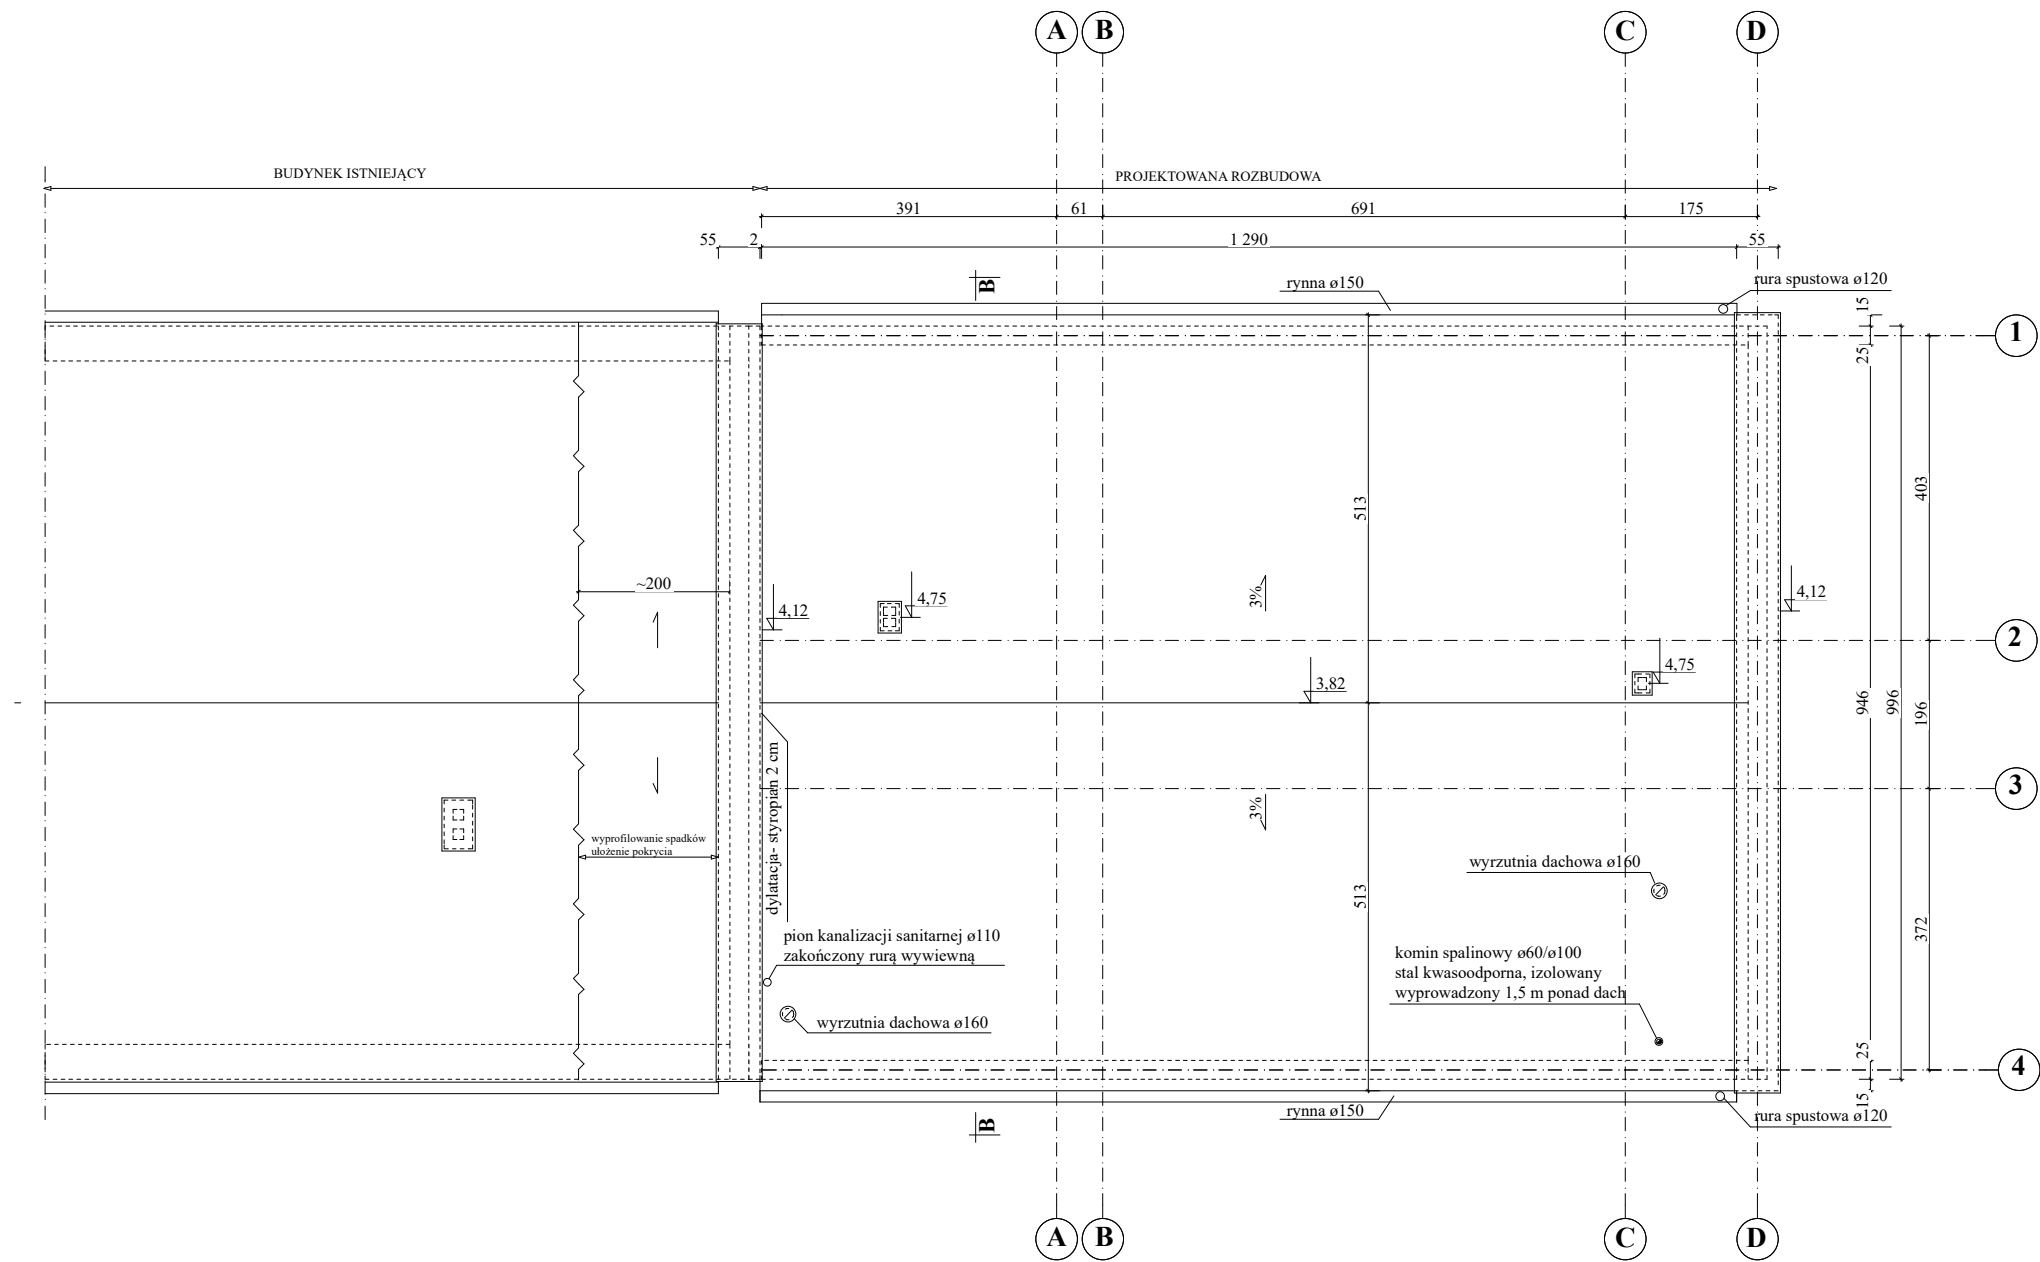 A B C D
BUDYNEK ISTNIEJĄCY
PROJEKTOWANA ROZBUDOWA
391 61 691 175
55 2 1 290 55
B
rynna ø150
rura spustowa ø120
15
1
25
403
513
~200
4,12
4,75
3%
4,12
2
4,75
3,82
946
996
196
dylatacja- styropian 2 cm
3
3%
wyprofilowanie spadków
ułożenie pokrycia
wyrzutnia dachowa ø160
513
372
pion kanalizacji sanitarnej ø110
zakończony rurą wywiewną
komin spalinowy ø60/ø100
stal kwasoodporna, izolowany
wyprowadzony 1,5 m ponad dach
wyrzutnia dachowa ø160
25
4
15
B
rynna ø150
rura spustowa ø120
A B C D